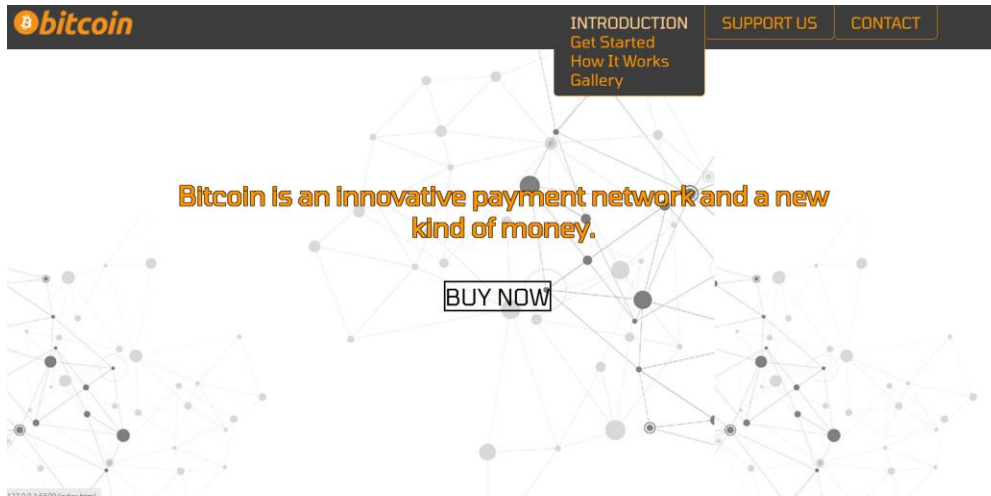 bitcoin
INTRODUCTION
SUPPORT US
CONTACT
Get Started
How It Works
Gallery
Bitcoin is an innovative payment network and a new
kind of money.
BUY NOW